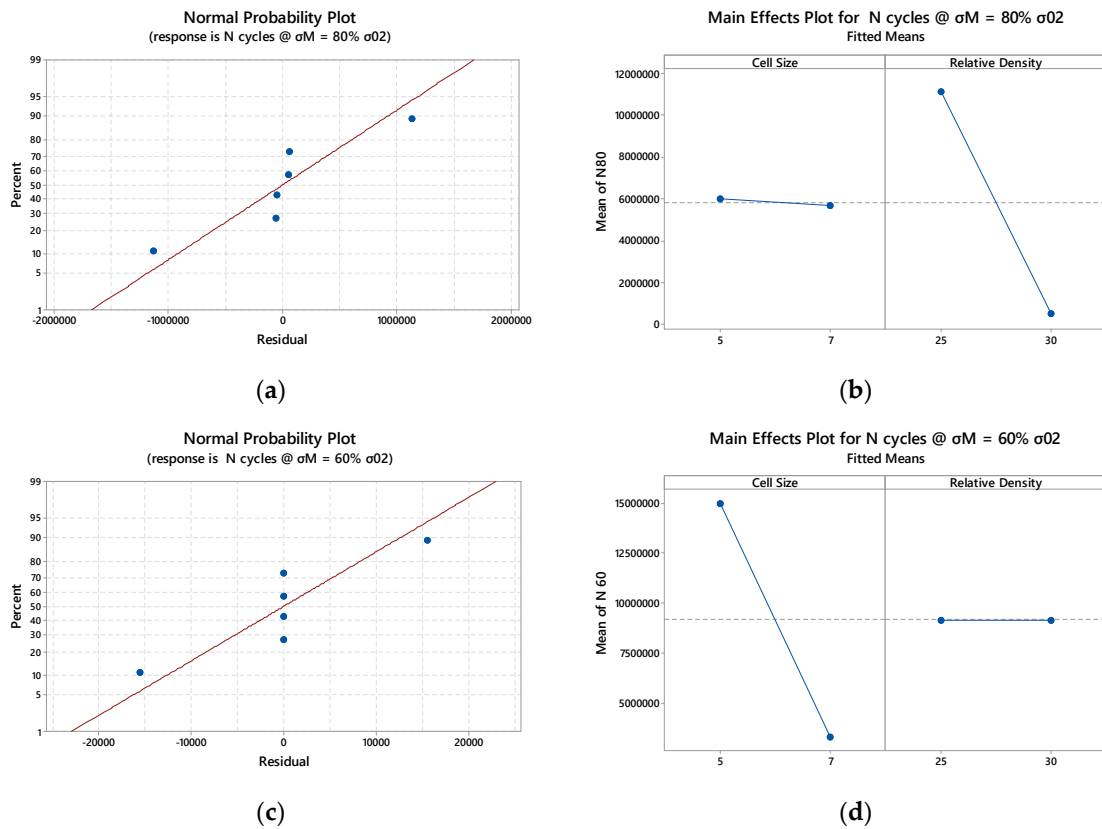 Normal Probability Plot
(response is N cycles @ σM = 80% σ02)
99
95
90
80
70
60
50
40
30
20
10
5
1
Percent
-2000000 -1000000 0 1000000 2000000
Residual
(a)
Main Effects Plot for N cycles @ σM = 80% σ02
Fitted Means
Cell Size Relative Density
12000000
10000000
8000000
6000000
4000000
2000000
0
Mean of N80
5 7 25 30
(b)
Normal Probability Plot
(response is N cycles @ σM = 60% σ02)
99
95
90
80
70
60
50
40
30
20
10
5
1
Percent
-20000 -10000 0 10000 20000
Residual
(c)
Main Effects Plot for N cycles @ σM = 60% σ02
Fitted Means
Cell Size Relative Density
15000000
12500000
10000000
7500000
5000000
Mean of N 60
5 7 25 30
(d)